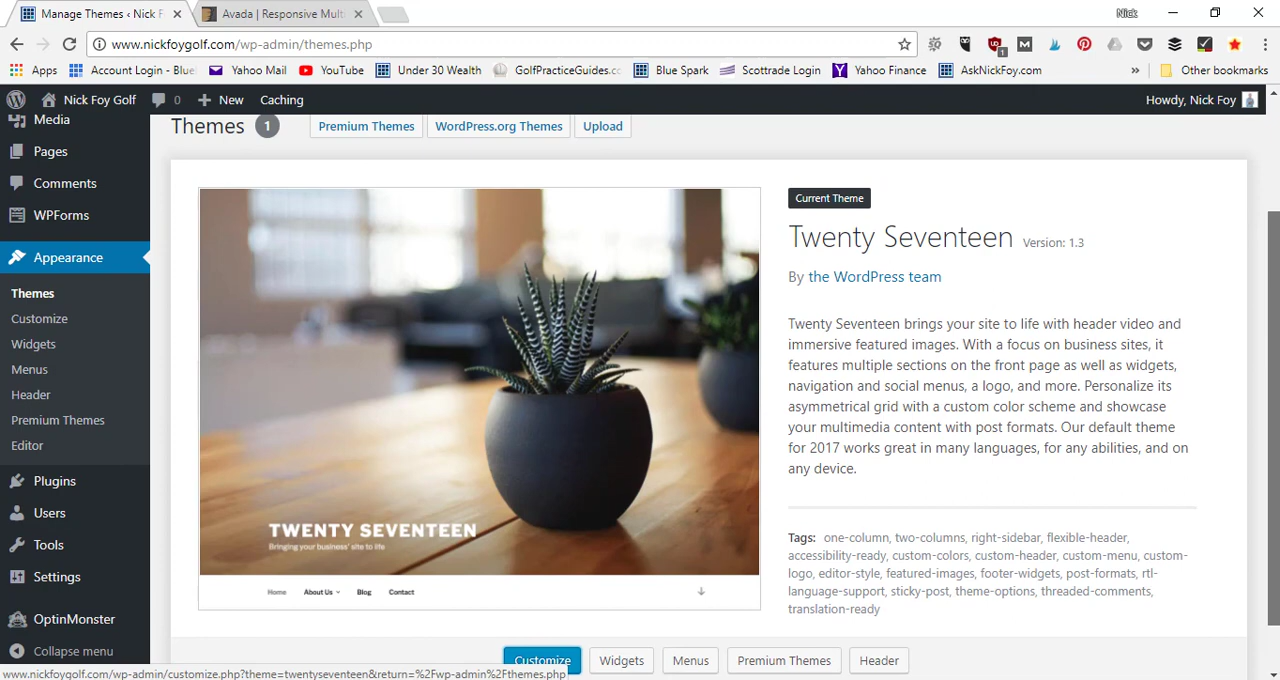 Manage Themes ‹ Nick F
Avada | Responsive Mult
Nick
www.nickfoygolf.com/wp-admin/themes.php
Apps
Account Login - Blue
Yahoo Mail
YouTube
Under 30 Wealth
GolfPracticeGuides.co
Blue Spark
Scottrade Login
Yahoo Finance
AskNickFoy.com
»
Other bookmarks
Nick Foy Golf
0
New
Caching
Howdy, Nick Foy
Media
Pages
Comments
WPForms
Appearance
Themes
Customize
Widgets
Menus
Header
Premium Themes
Editor
Plugins
Users
Tools
Settings
OptinMonster
Collapse menu
Themes 1
Premium Themes
WordPress.org Themes
Upload
TWENTY SEVENTEEN
Bringing your business' site to life
Home
About Us
Blog
Contact
Current Theme
Twenty Seventeen Version: 1.3
By the WordPress team
Twenty Seventeen brings your site to life with header video and
immersive featured images. With a focus on business sites, it
features multiple sections on the front page as well as widgets,
navigation and social menus, a logo, and more. Personalize its
asymmetrical grid with a custom color scheme and showcase
your multimedia content with post formats. Our default theme
for 2017 works great in many languages, for any abilities, and on
any device.
Tags: one-column, two-columns, right-sidebar, flexible-header,
accessibility-ready, custom-colors, custom-header, custom-menu, custom-
logo, editor-style, featured-images, footer-widgets, post-formats, rtl-
language-support, sticky-post, theme-options, threaded-comments,
translation-ready
Customize
Widgets
Menus
Premium Themes
Header
www.nickfoygolf.com/wp-admin/customize.php?theme=twentyseventeen&return=%2Fwp-admin%2Fthemes.php